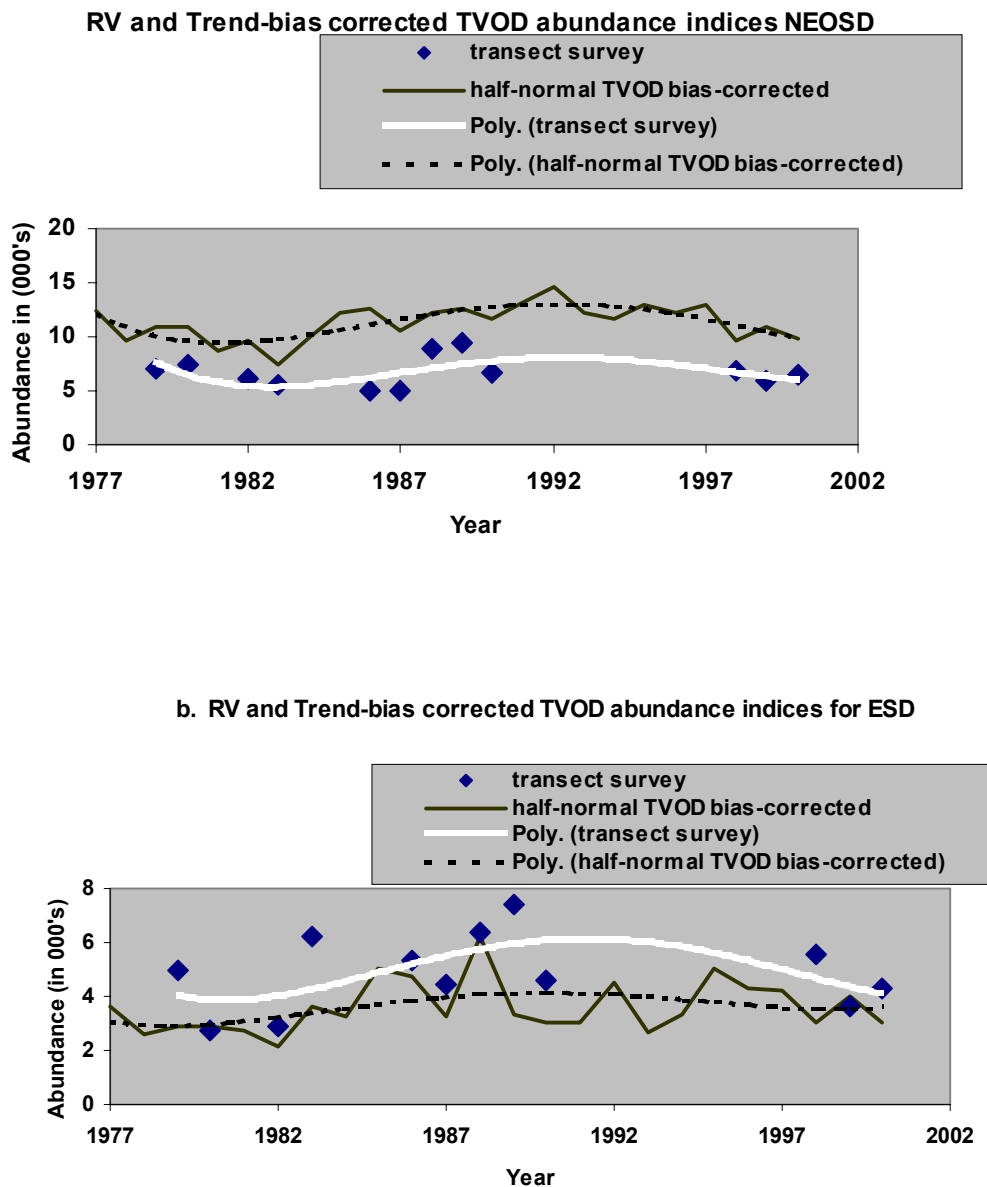 RV and Trend-bias corrected TVOD abundance indices NEOSD
transect survey
half-normal TVOD bias-corrected
Poly. (transect survey)
Poly. (half-normal TVOD bias-corrected)
20
15
10
5
0
Abundance in (000's)
1977 1982 1987 1992 1997 2002
Year
b. RV and Trend-bias corrected TVOD abundance indices for ESD
transect survey
half-normal TVOD bias-corrected
Poly. (transect survey)
Poly. (half-normal TVOD bias-corrected)
8
6
4
2
0
Abundance (in 000's)
1977 1982 1987 1992 1997 2002
Year